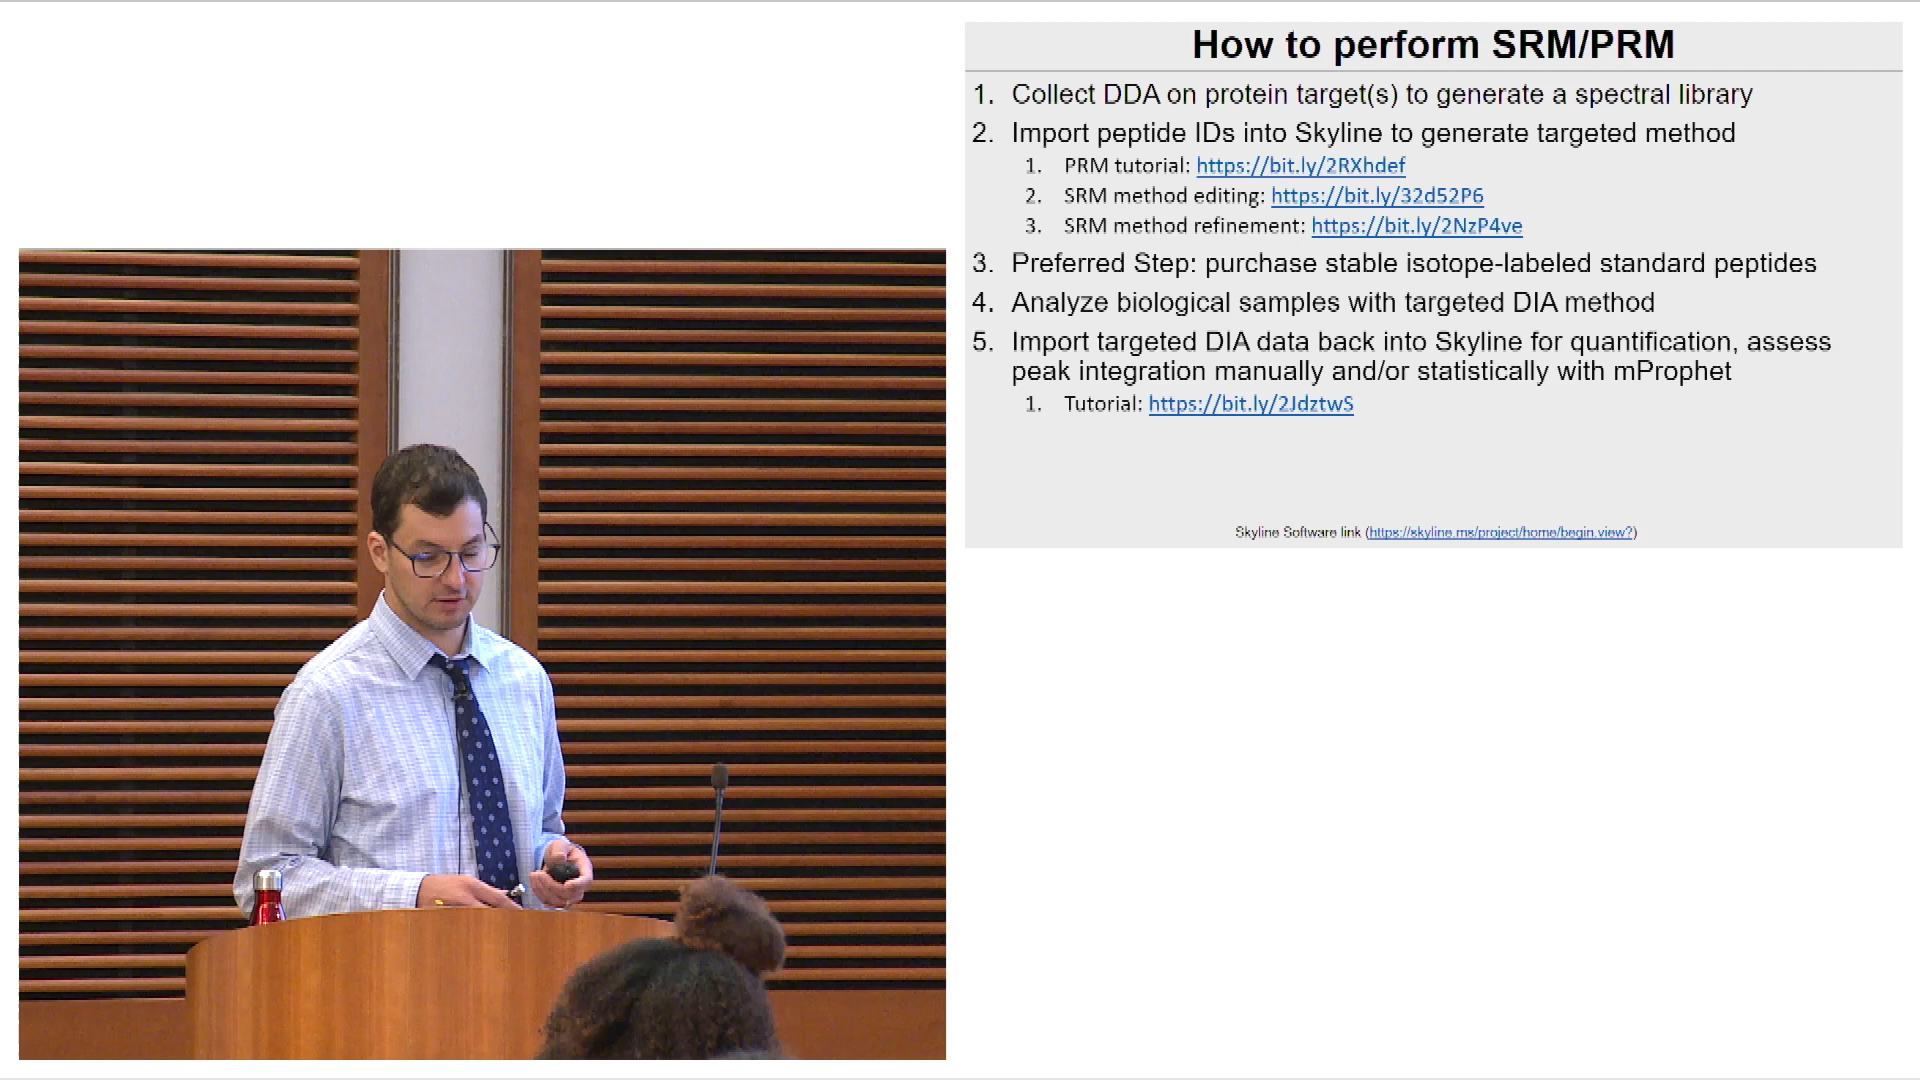 How to perform SRM/PRM
1. Collect DDA on protein target(s) to generate a spectral library
2. Import peptide IDs into Skyline to generate targeted method
1. PRM tutorial: https://bit.ly/2RXhdef
2. SRM method editing: https://bit.ly/32d52P6
3. SRM method refinement: https://bit.ly/2NzP4ve
3. Preferred Step: purchase stable isotope-labeled standard peptides
4. Analyze biological samples with targeted DIA method
5. Import targeted DIA data back into Skyline for quantification, assess
peak integration manually and/or statistically with mProphet
1. Tutorial: https://bit.ly/2JdztwS
Skyline Software link (https://skyline.ms/project/home/begin.view?)